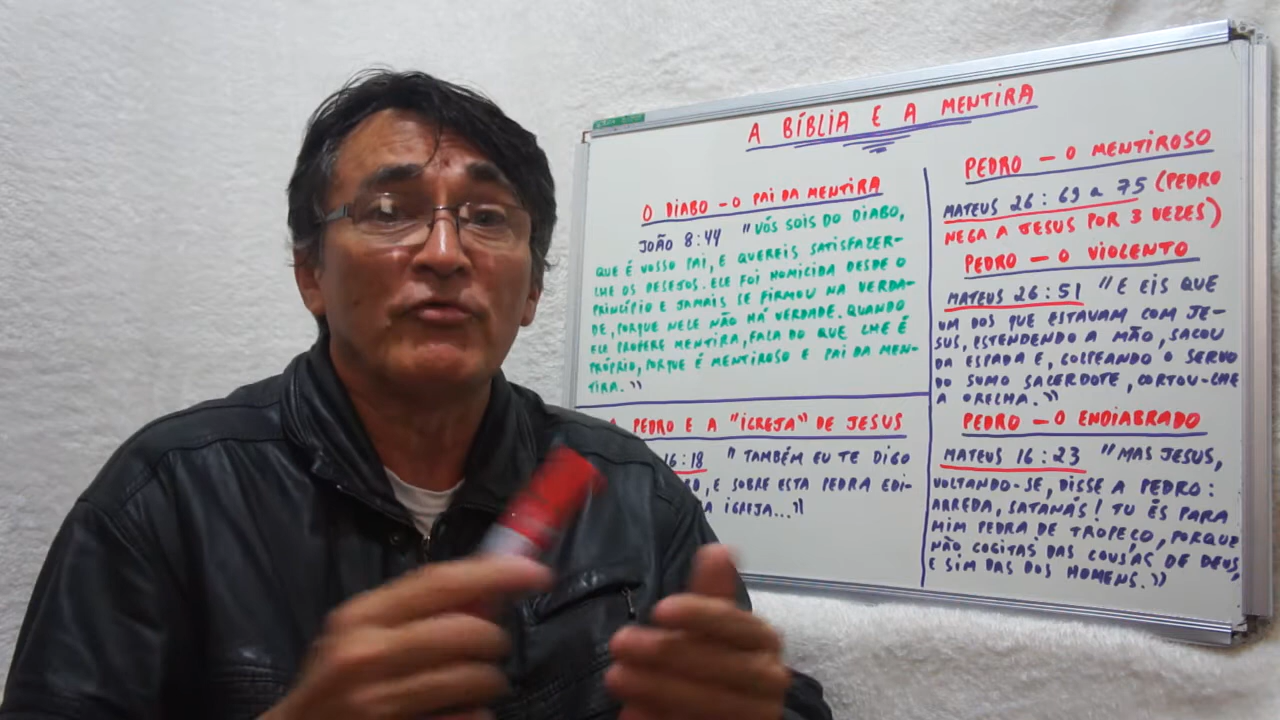 A BÍBLIA E A MENTIRA
O DIABO - O PAI DA MENTIRA
JOÃO 8:44 "VÓS SOIS DO DIABO,
QUE É VOSSO PAI, E QUEREIS SATISFAZER-
LHE OS DESEJOS. ELE FOI HOMICIDA DESDE O
PRINCÍPIO E JAMAIS SE FIRMOU NA VERDA-
DE, PORQUE NELE NÃO HÁ VERDADE. QUANDO
ELE PROFERE MENTIRA, FALA DO QUE LHE É
PRÓPRIO, PORQUE É MENTIROSO E PAI DA MEN-
TIRA."
PEDRO E A "IGREJA" DE JESUS
16:18 "TAMBÉM EU TE DIGO
, E SOBRE ESTA PEDRA EDI-
A IGREJA..."
PEDRO - O MENTIROSO
MATEUS 26:69 a 75 (PEDRO
NEGA A JESUS POR 3 VEZES)
PEDRO - O VIOLENTO
MATEUS 26:51 "E EIS QUE
UM DOS QUE ESTAVAM COM JE-
SUS, ESTENDENDO A MÃO, SACOU
DA ESPADA E, GOLPEANDO O SERVO
DO SUMO SACERDOTE, CORTOU-LHE
A ORELHA."
PEDRO - O ENDIABRADO
MATEUS 16:23 "MAS JESUS,
VOLTANDO-SE, DISSE A PEDRO:
ARREDA, SATANÁS! TU ÉS PARA
MIM PEDRA DE TROPEÇO, PORQUE
NÃO COGITAS DAS COUSAS DE DEUS,
E SIM DAS DOS HOMENS."